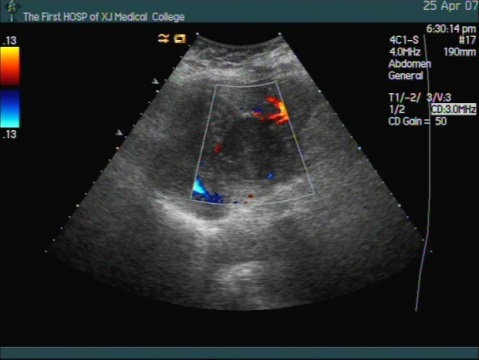 25 Apr 07
The First HOSP of XJ Medical College
6:30:14 pm
4C1-S #17
4.0MHz 190mm
Abdomen
General
T1/-2/ 3/V:3
1/2 CD:3.0MHz
CD Gain = 50
.13
.13